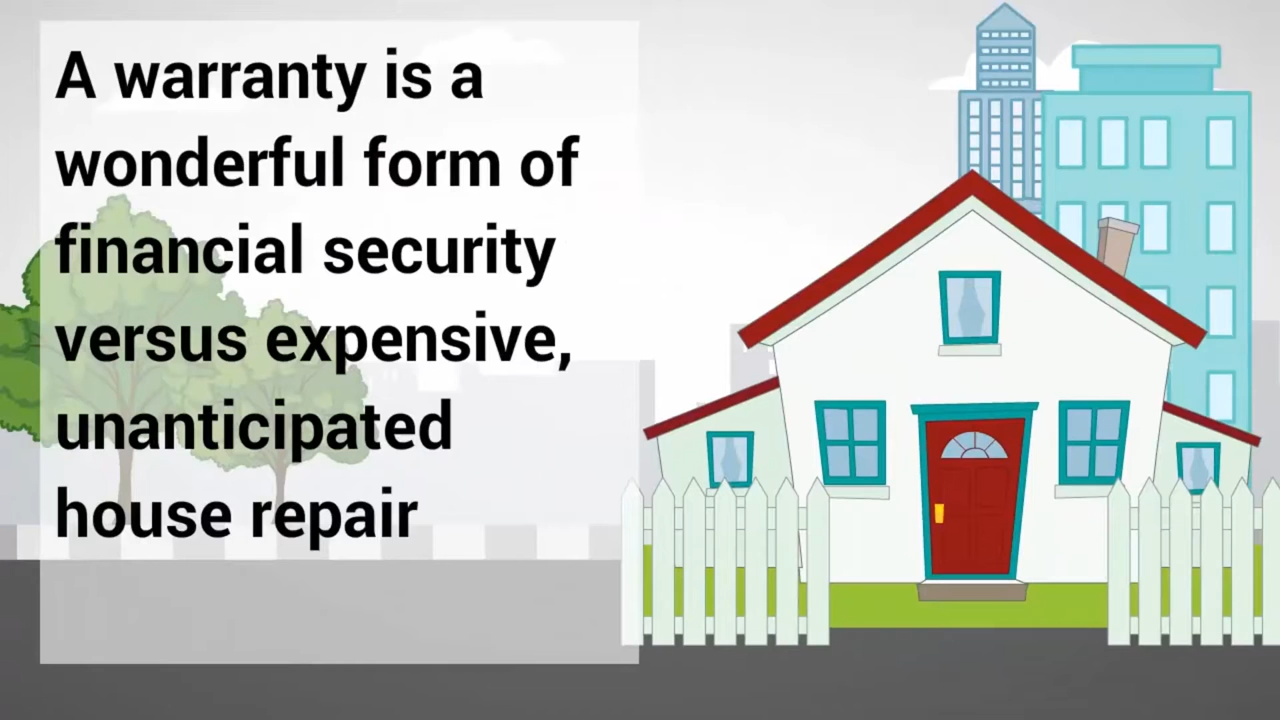 A warranty is a
wonderful form of
financial security
versus expensive,
unanticipated
house repair